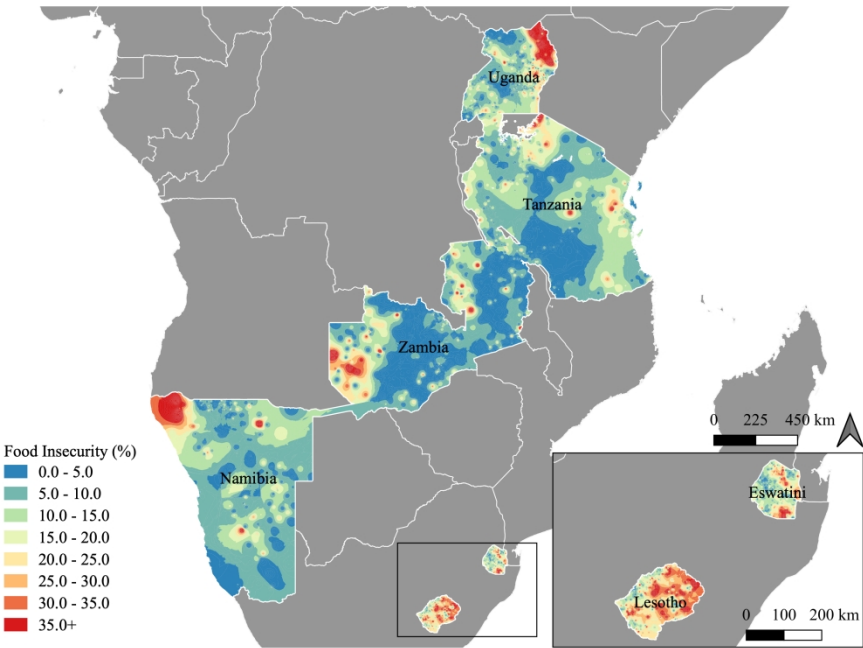 Uganda
Tanzania
Zambia
Namibia
0 225 450 km
Food Insecurity (%)
0.0 - 5.0
5.0 - 10.0
10.0 - 15.0
15.0 - 20.0
20.0 - 25.0
25.0 - 30.0
30.0 - 35.0
35.0+
Eswatini
Lesotho
0 100 200 km